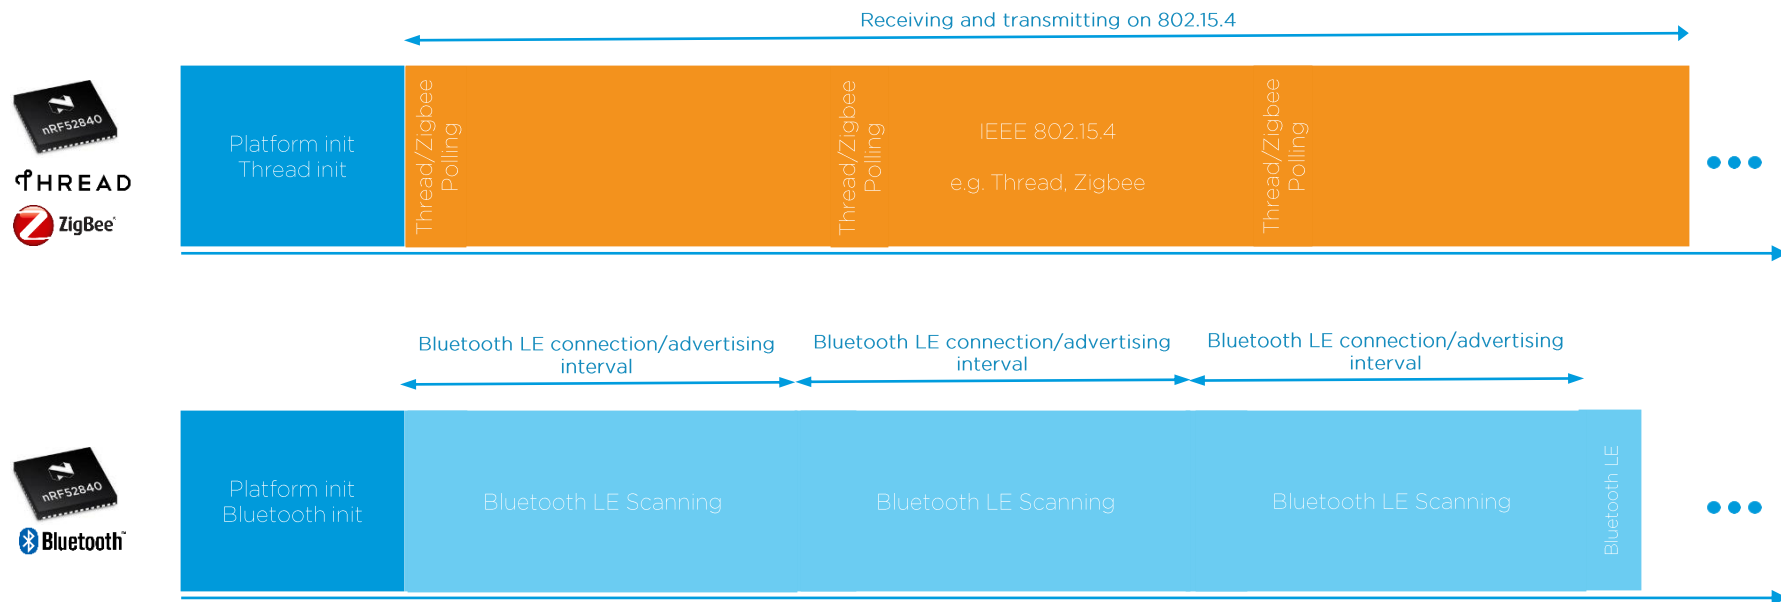 Receiving and transmitting on 802.15.4
nRF52840
THREAD
ZigBee
Platform init
Thread init
Thread/Zigbee
Polling
Thread/Zigbee
Polling
IEEE 802.15.4
e.g. Thread, Zigbee
Thread/Zigbee
Polling
Bluetooth LE connection/advertising
interval
Bluetooth LE connection/advertising
interval
Bluetooth LE connection/advertising
interval
nRF52840
Bluetooth™
Platform init
Bluetooth init
Bluetooth LE Scanning
Bluetooth LE Scanning
Bluetooth LE Scanning
Bluetooth LE